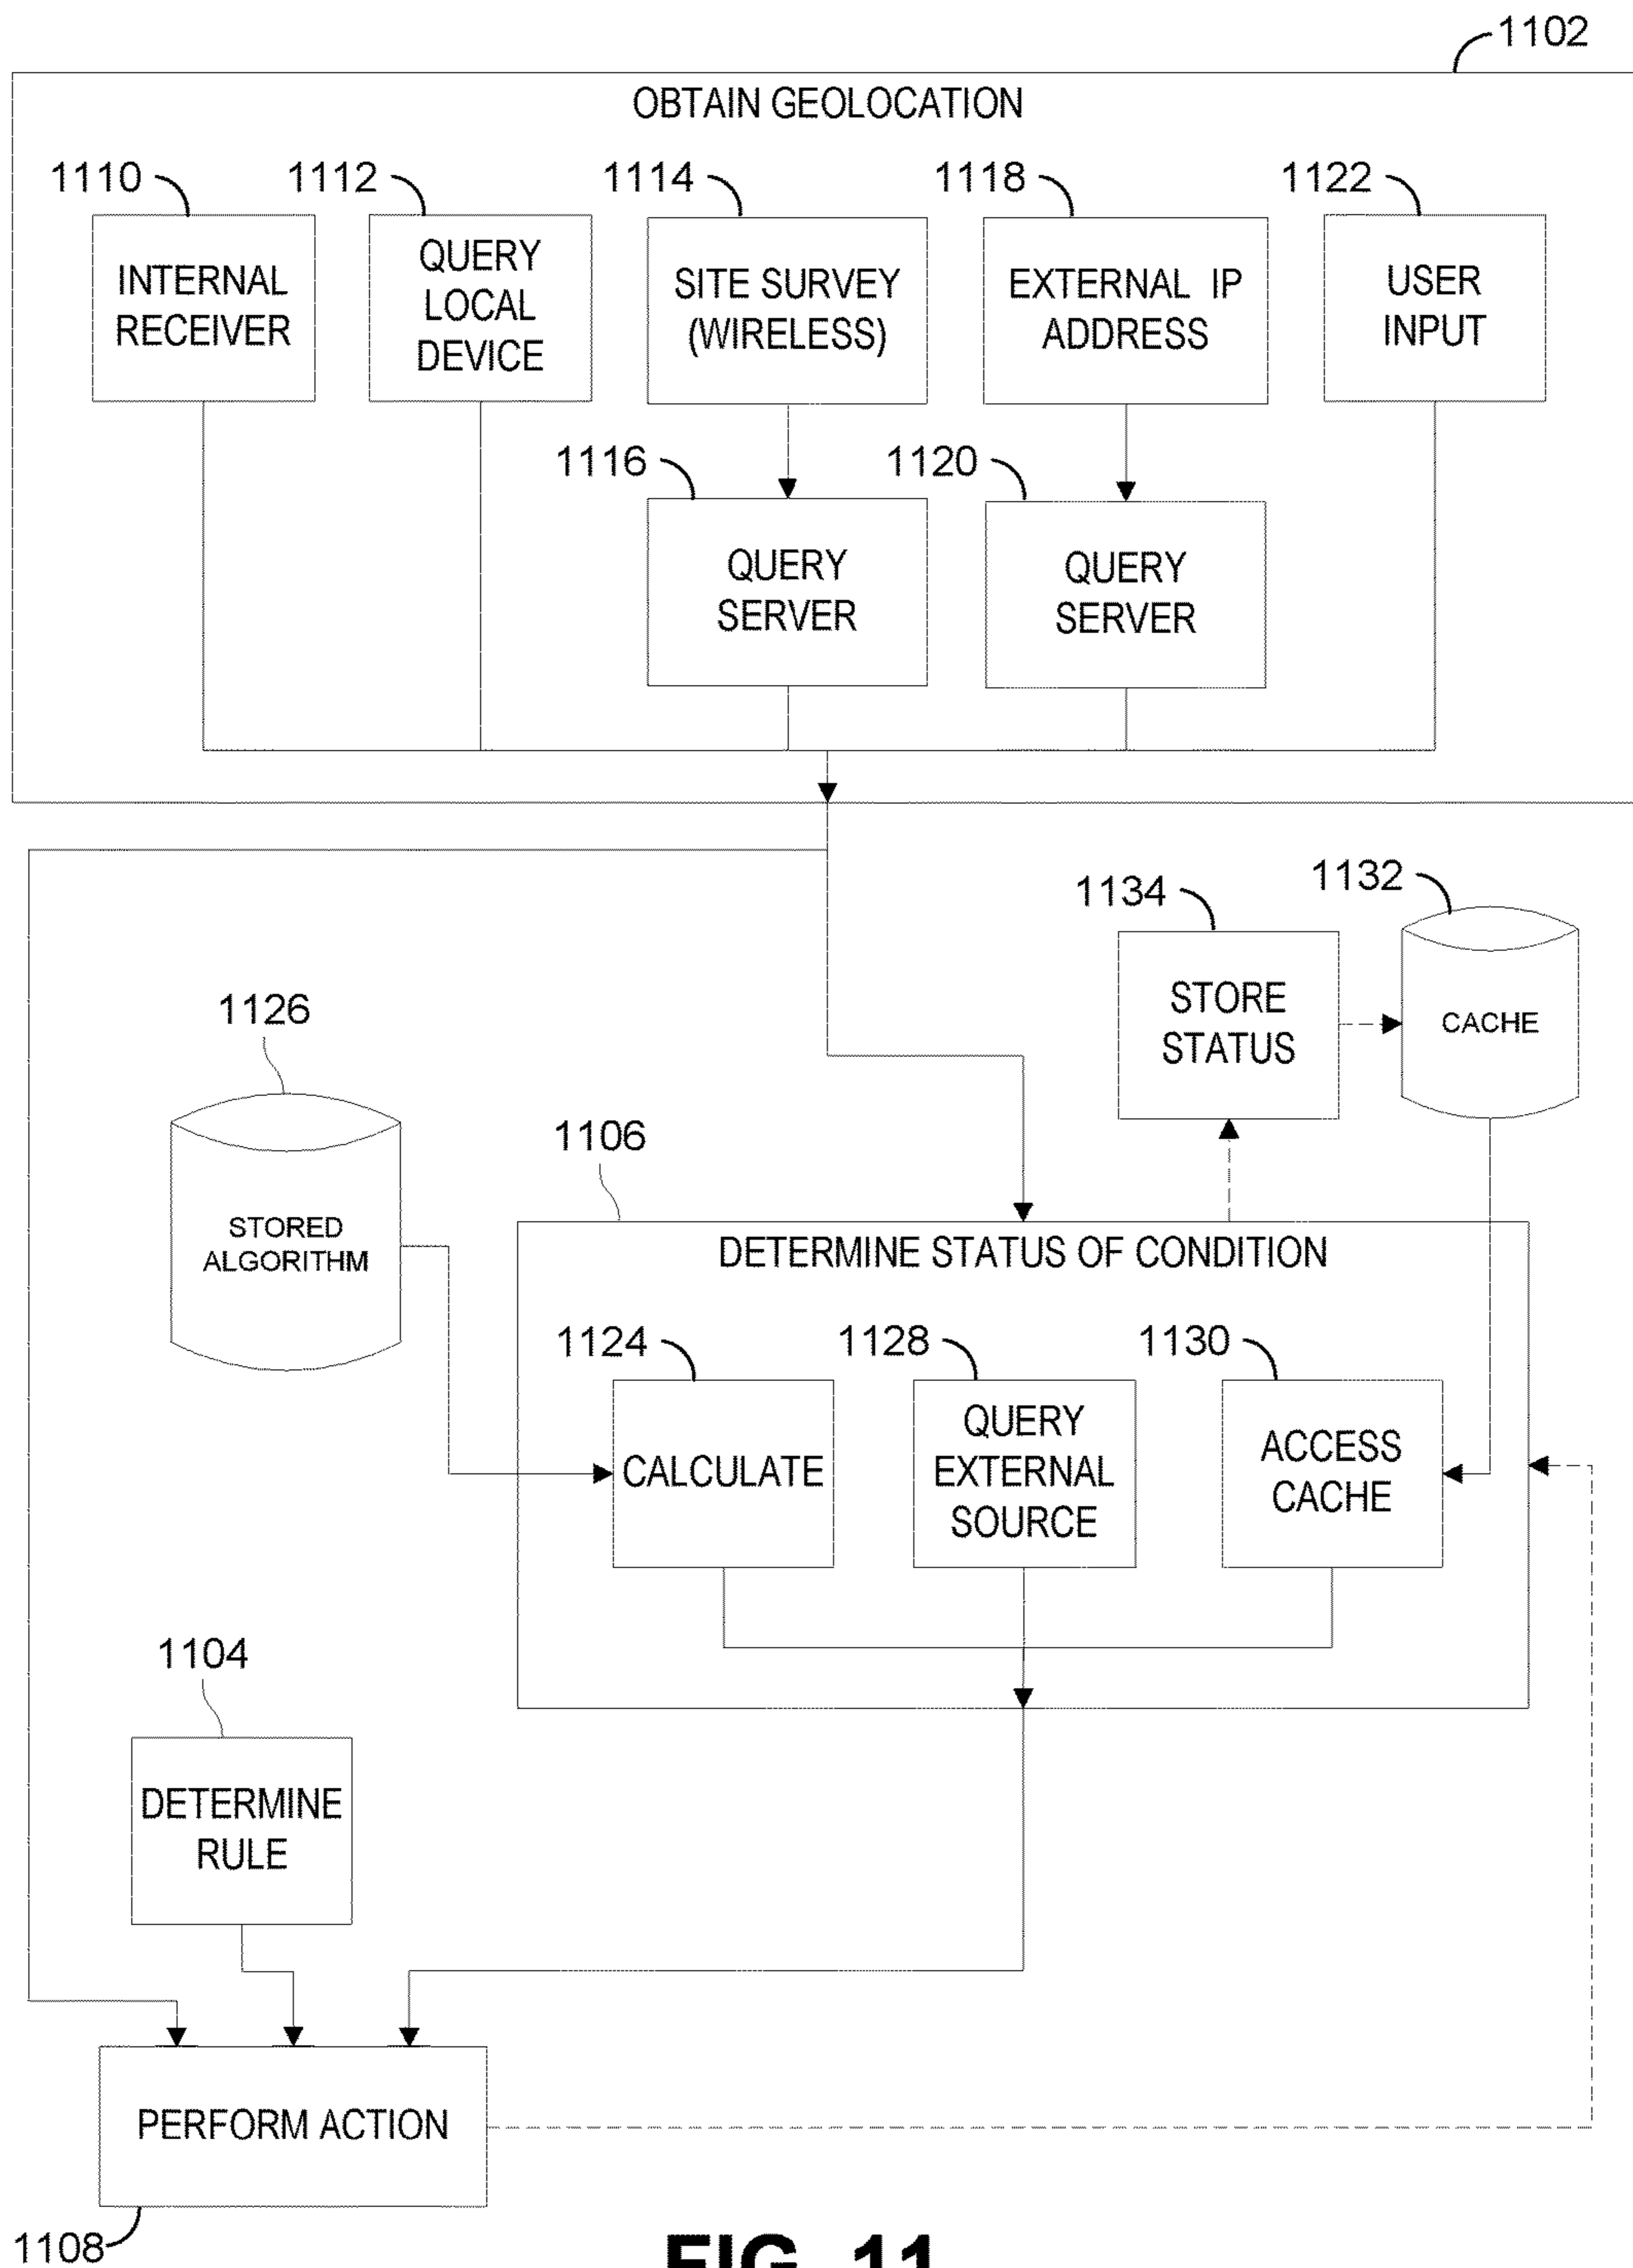 1102
OBTAIN GEOLOCATION
1110
1112
1114
1118
1122
INTERNAL
RECEIVER
QUERY
LOCAL
DEVICE
SITE SURVEY
(WIRELESS)
EXTERNAL IP
ADDRESS
USER
INPUT
1116
1120
QUERY
SERVER
QUERY
SERVER
1134
1132
STORE
STATUS
CACHE
1126
STORED
ALGORITHM
1106
DETERMINE STATUS OF CONDITION
1124
1128
1130
CALCULATE
QUERY
EXTERNAL
SOURCE
ACCESS
CACHE
1104
DETERMINE
RULE
PERFORM ACTION
1108
FIG. 11